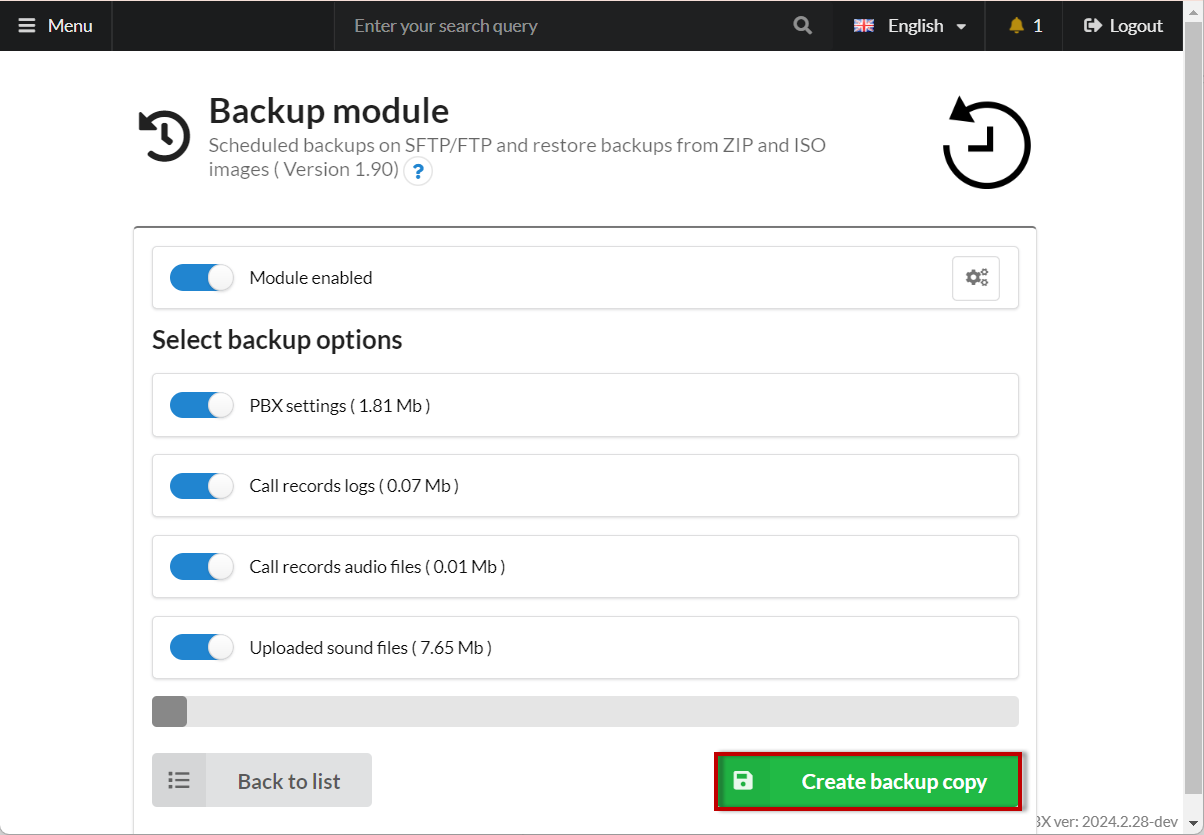 Menu
Enter your search query
English
1
Logout
Backup module
Scheduled backups on SFTP/FTP and restore backups from ZIP and ISO
images ( Version 1.90) ?
Module enabled
Select backup options
PBX settings ( 1.81 Mb )
Call records logs ( 0.07 Mb )
Call records audio files ( 0.01 Mb )
Uploaded sound files ( 7.65 Mb )
Back to list
Create backup copy
ver: 2024.2.28-dev